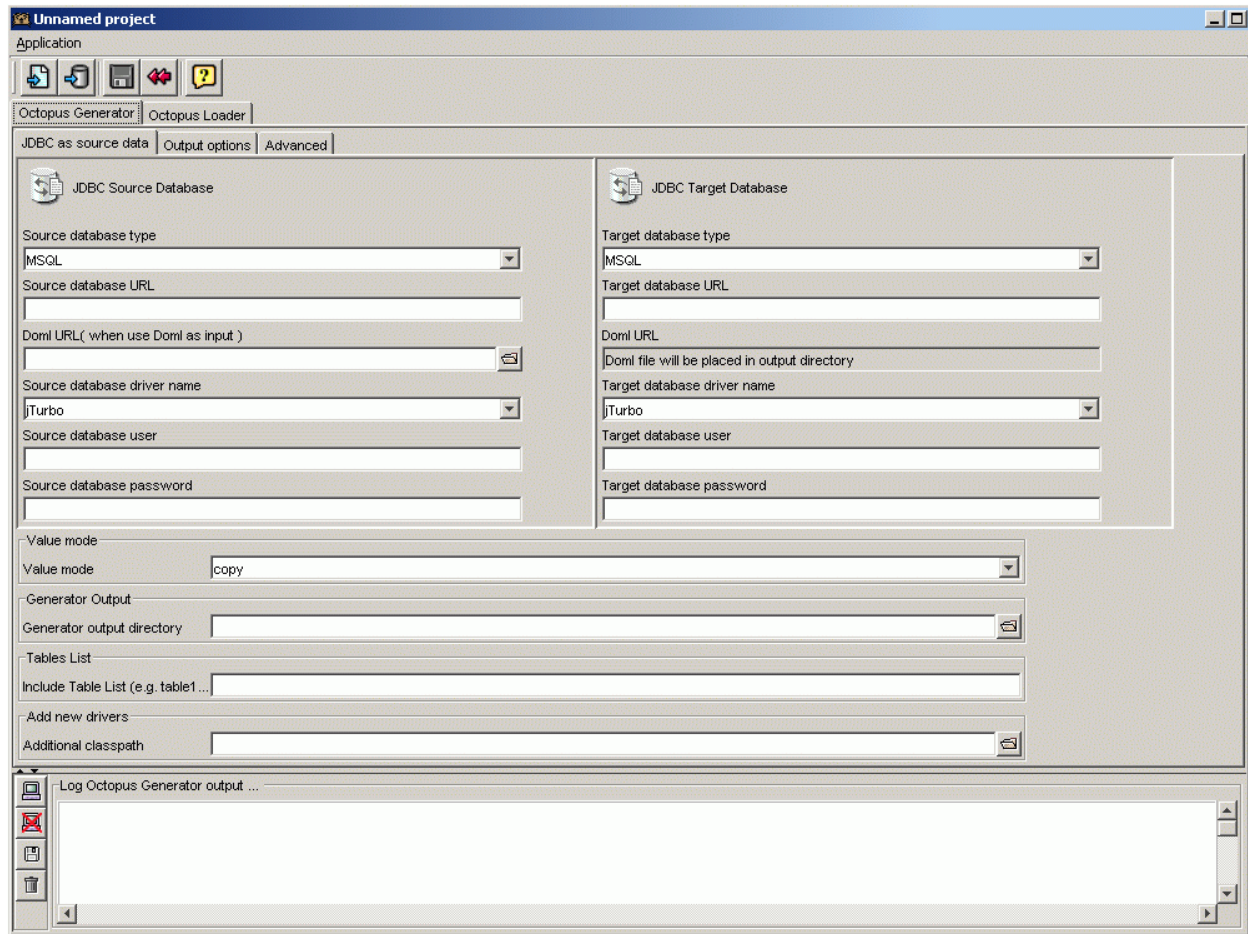 Unnamed project
Application
Octopus Generator Octopus Loader
JDBC as source data Output options Advanced
JDBC Source Database
Source database type
MSQL
Source database URL
Doml URL( when use Doml as input )
Source database driver name
jTurbo
Source database user
Source database password
JDBC Target Database
Target database type
MSQL
Target database URL
Doml URL
Doml file will be placed in output directory
Target database driver name
jTurbo
Target database user
Target database password
Value mode
Value mode copy
Generator Output
Generator output directory
Tables List
Include Table List (e.g. table1 ...
Add new drivers
Additional classpath
Log Octopus Generator output ...